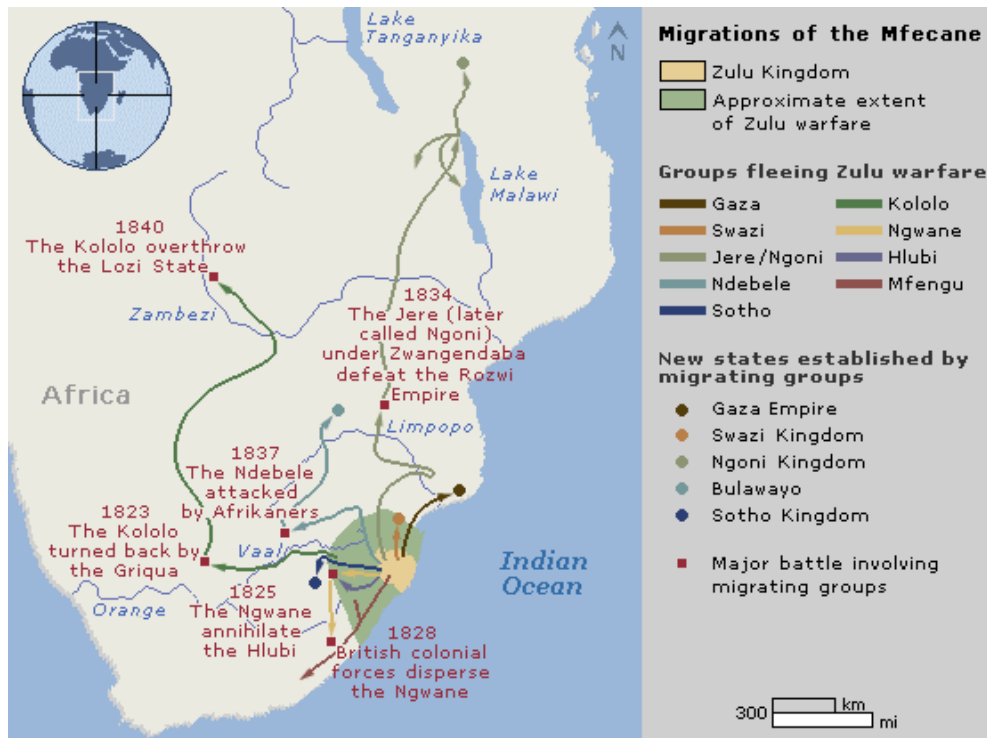 Lake
Tanganyika
N
Lake
Malawi
1840
The Kololo overthrow
the Lozi State
Zambezi
1834
The Jere (later
called Ngoni)
under Zwangendaba
defeat the Rozwi
Empire
Africa
Limpopo
1837
The Ndebele
attacked
by Afrikaners
1823
The Kololo
turned back by
the Griqua
Vaal
Indian
Ocean
Orange
1825
The Ngwane
annihilate
the Hlubi
1828
British colonial
forces disperse
the Ngwane
Migrations of the Mfecane
Zulu Kingdom
Approximate extent
of Zulu warfare
Groups fleeing Zulu warfare
Gaza
Kololo
Swazi
Ngwane
Jere/Ngoni
Hlubi
Ndebele
Mfengu
Sotho
New states established by
migrating groups
Gaza Empire
Swazi Kingdom
Ngoni Kingdom
Bulawayo
Sotho Kingdom
Major battle involving
migrating groups
300 km
mi